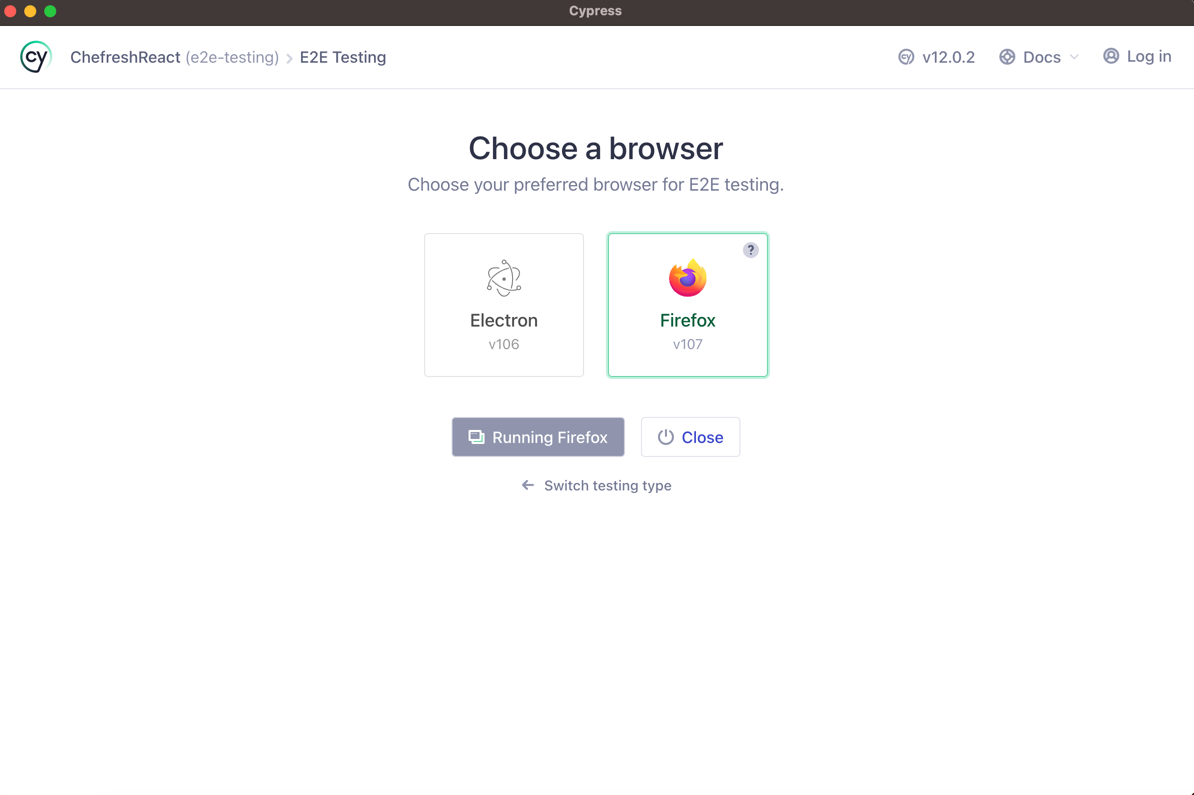 Cypress
cy ChefreshReact (e2e-testing) > E2E Testing
cy v12.0.2 Docs Log in
Choose a browser
Choose your preferred browser for E2E testing.
?
Electron Firefox
v106 v107
Running Firefox Close
← Switch testing type